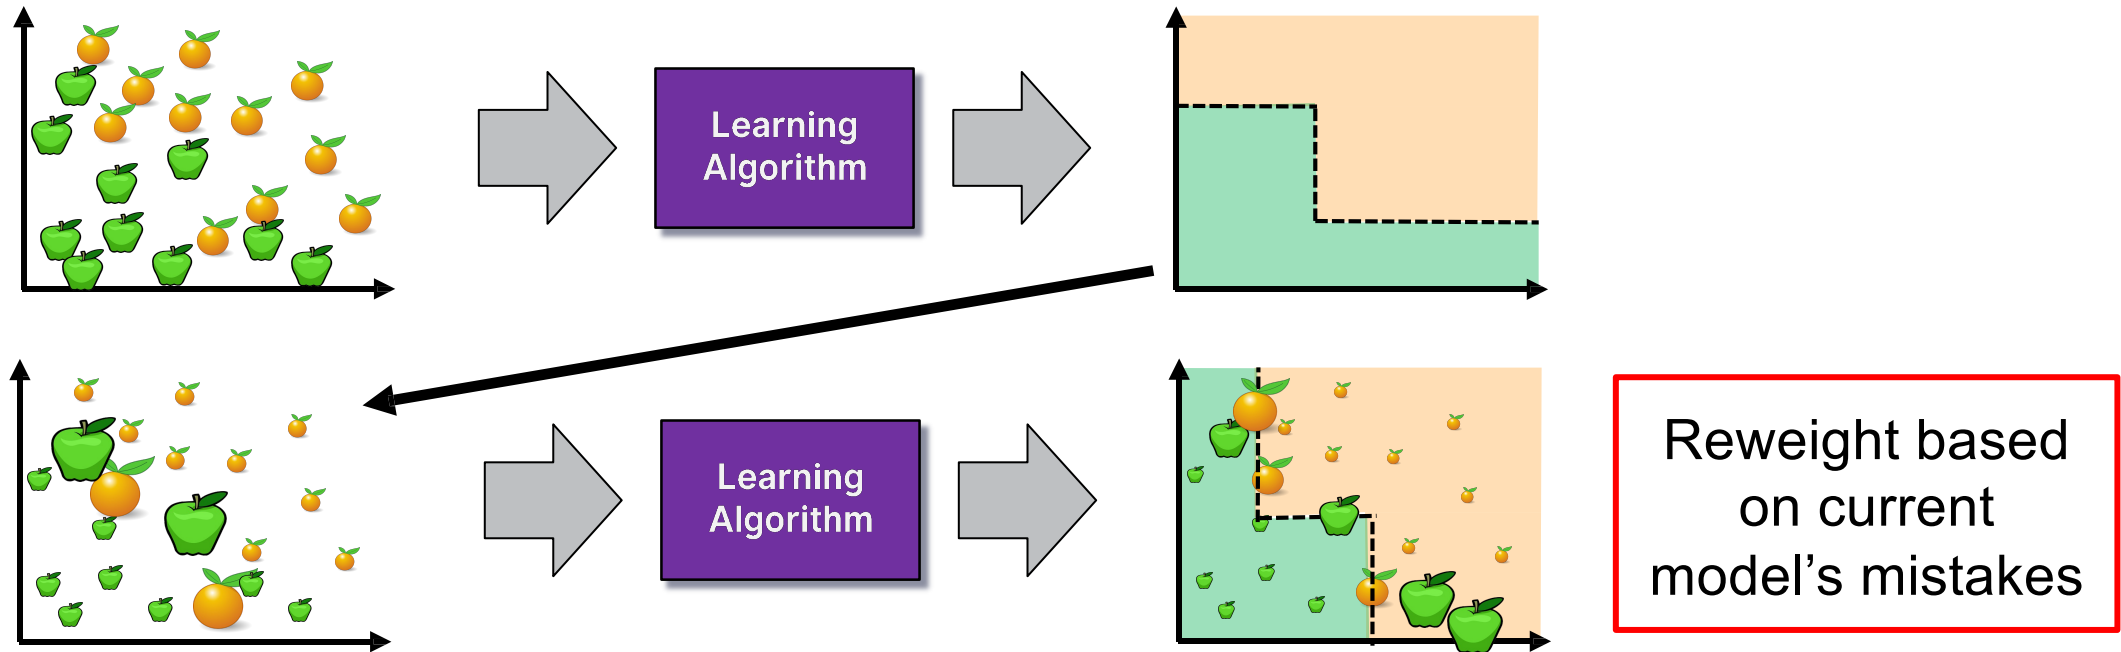 Learning
Algorithm
Learning
Algorithm
Reweight based
on current
model’s mistakes